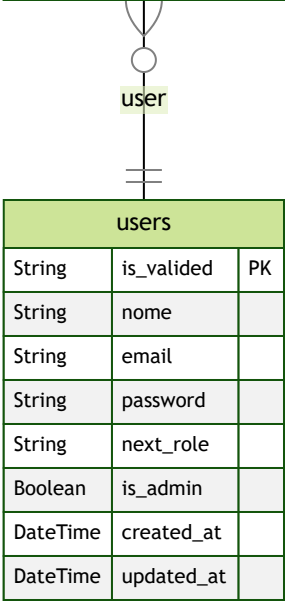 user
users
String is_valided PK
String nome
String email
String password
String next_role
Boolean is_admin
DateTime created_at
DateTime updated_at